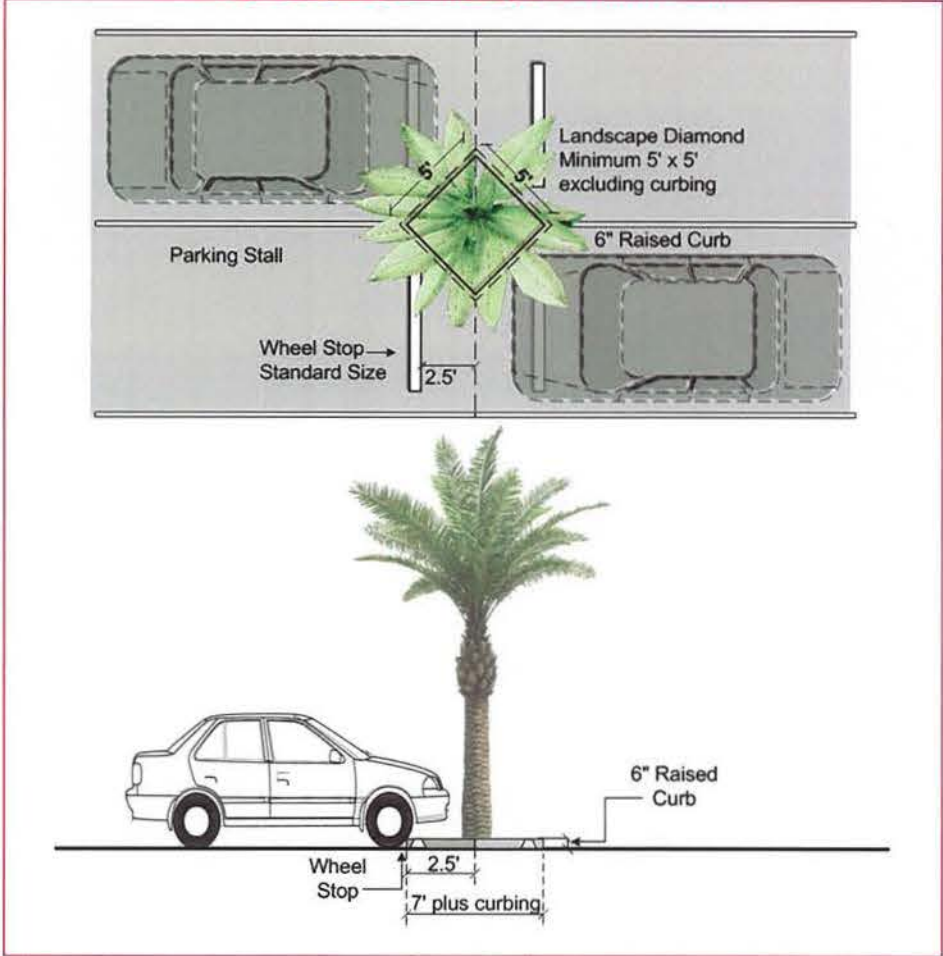 Landscape Diamond
Minimum 5' x 5'
excluding curbing
5'
5'
6" Raised Curb
Parking Stall
Wheel Stop
Standard Size
2.5'
6" Raised
Curb
Wheel
Stop
2.5'
7' plus curbing